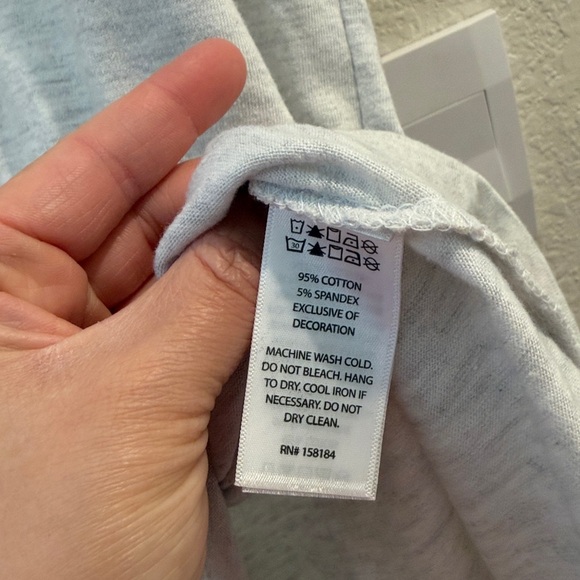 30
95% COTTON
5% SPANDEX
EXCLUSIVE OF
DECORATION
MACHINE WASH COLD.
DO NOT BLEACH. HANG
TO DRY. COOL IRON IF
NECESSARY. DO NOT
DRY CLEAN.
RN# 158184